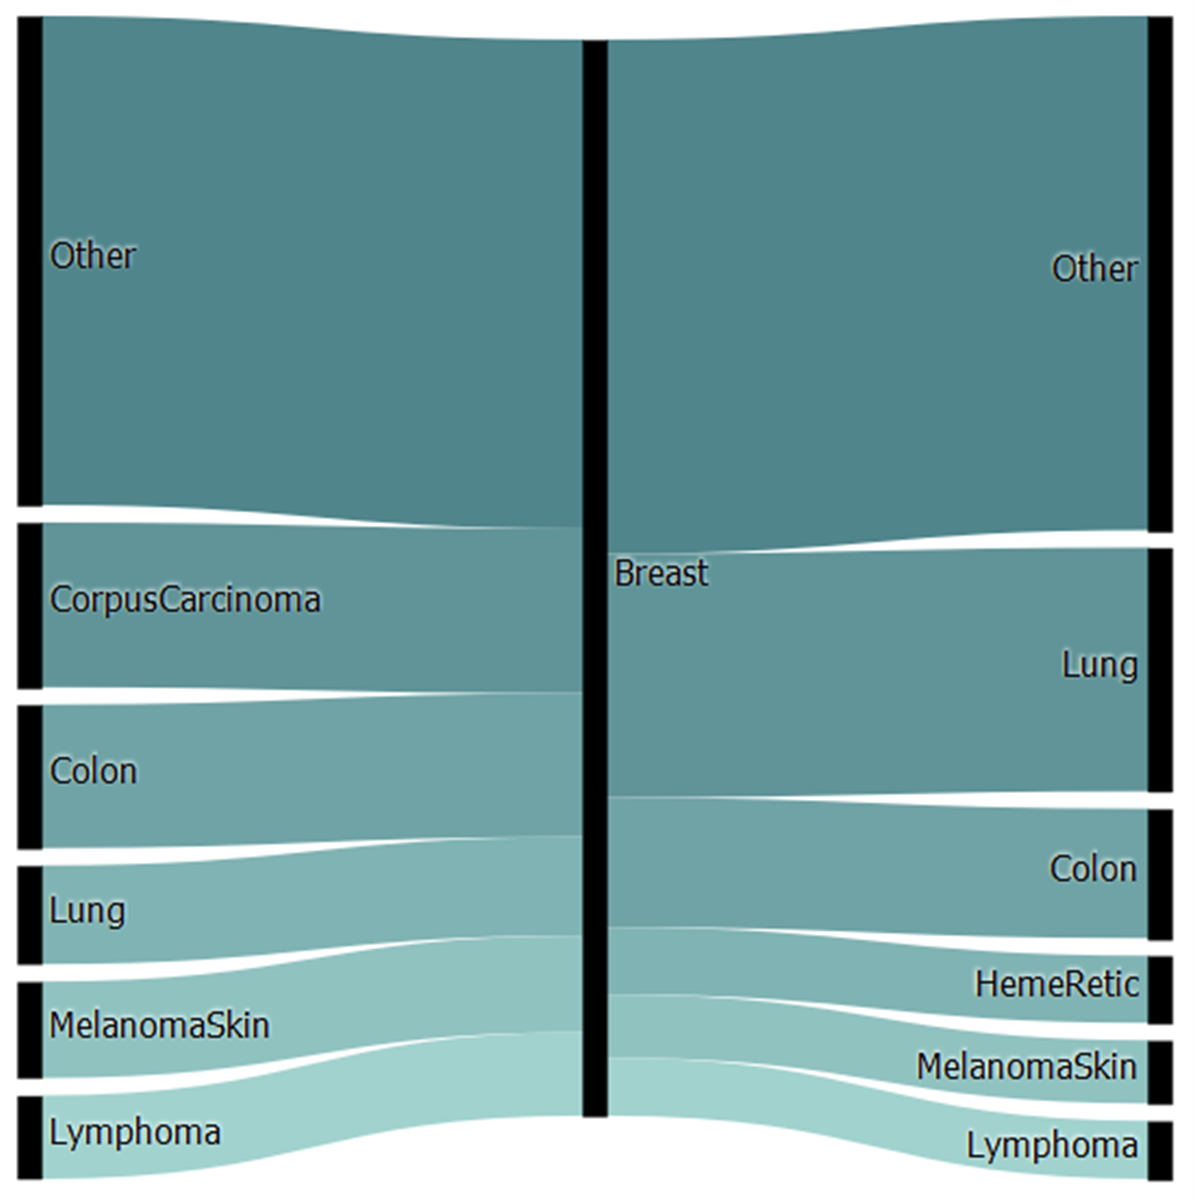 Other
CorpusCarcinoma
Colon
Lung
MelanomaSkin
Lymphoma
Breast
Other
Lung
Colon
HemeRetic
MelanomaSkin
Lymphoma